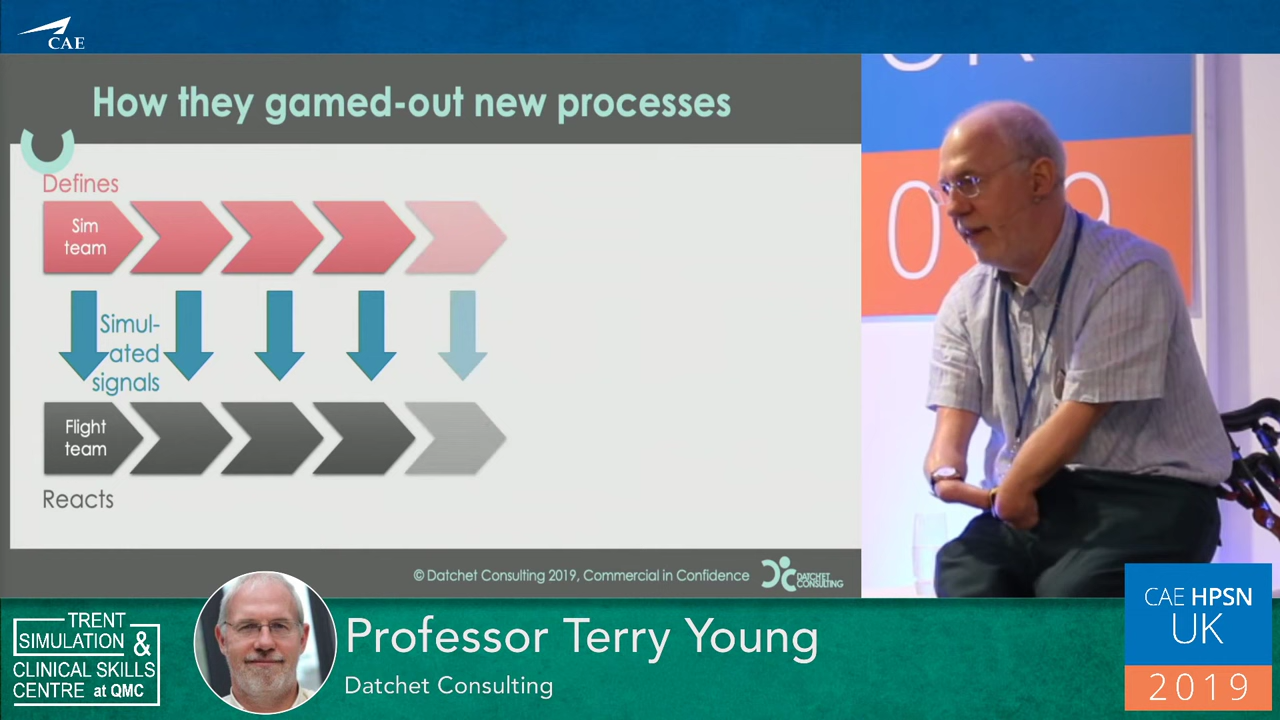 CAE
How they gamed-out new processes
Defines
Sim
team
Simul-
ated
signals
Flight
team
Reacts
© Datchet Consulting 2019, Commercial in Confidence
DATCHET
CONSULTING
TRENT
SIMULATION &
CLINICAL SKILLS
CENTRE at QMC
Professor Terry Young
Datchet Consulting
CAE HPSN
UK
2019